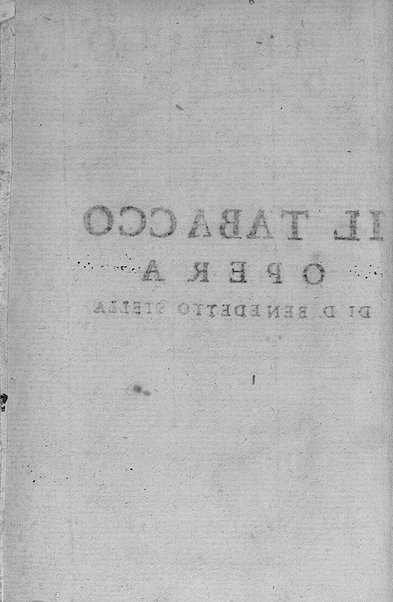 IL TABACCO
OPERA
DI D. BENEDETTO STELLA